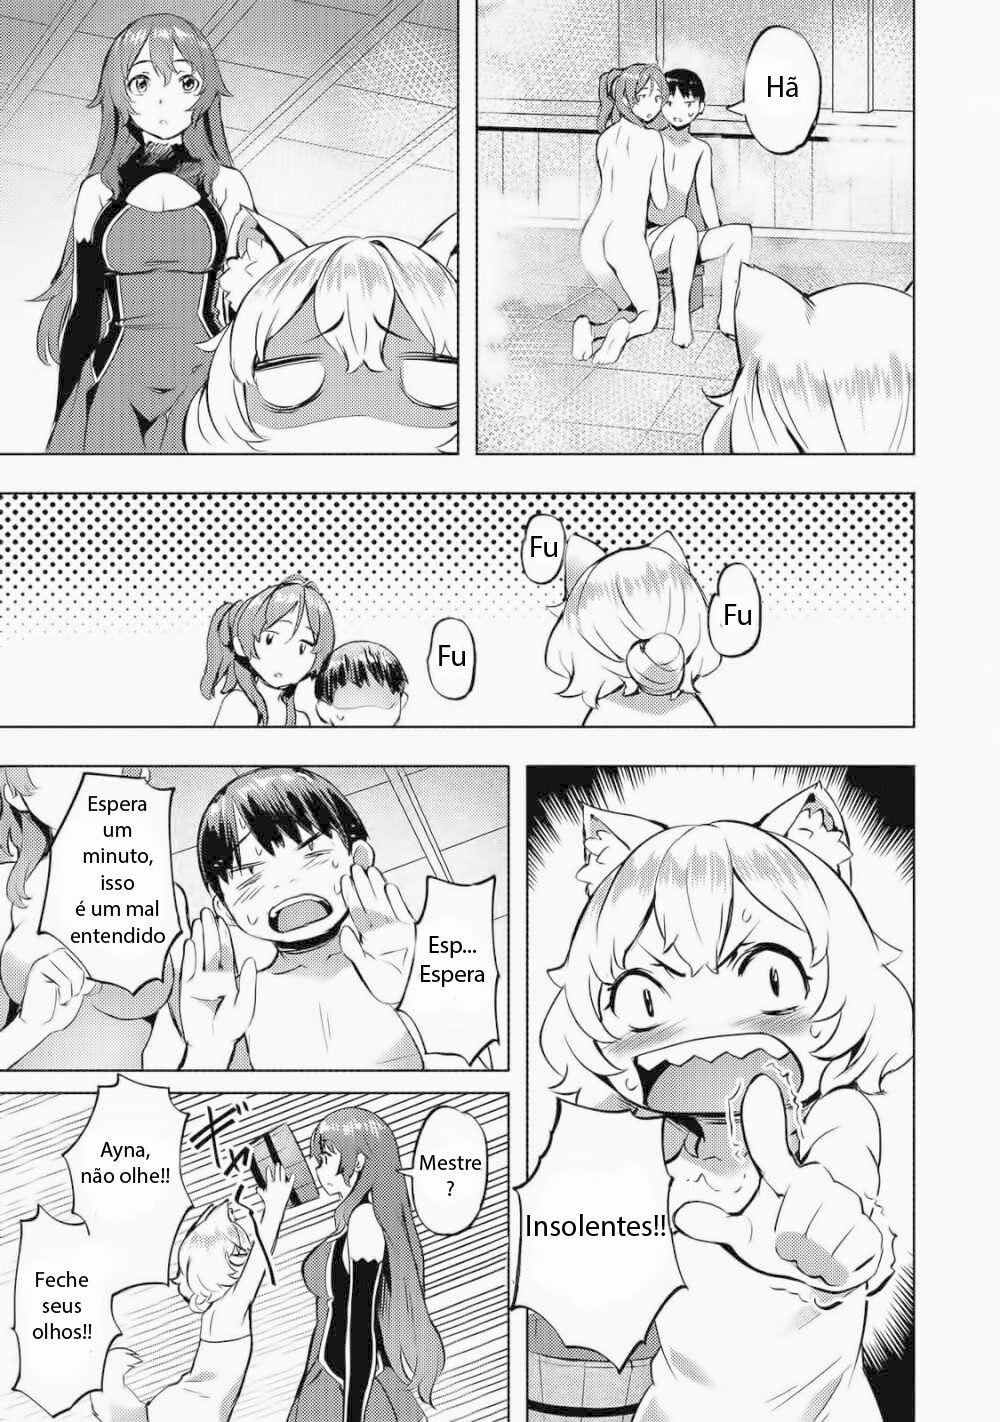 Hã
Fu
Fu
Fu
Insolentes!!
Esp...
Espera
Espera
um
minuto,
isso
é um mal
entendido
Mestre
?
Ayna,
não olhe!!
Feche
seus
olhos!!